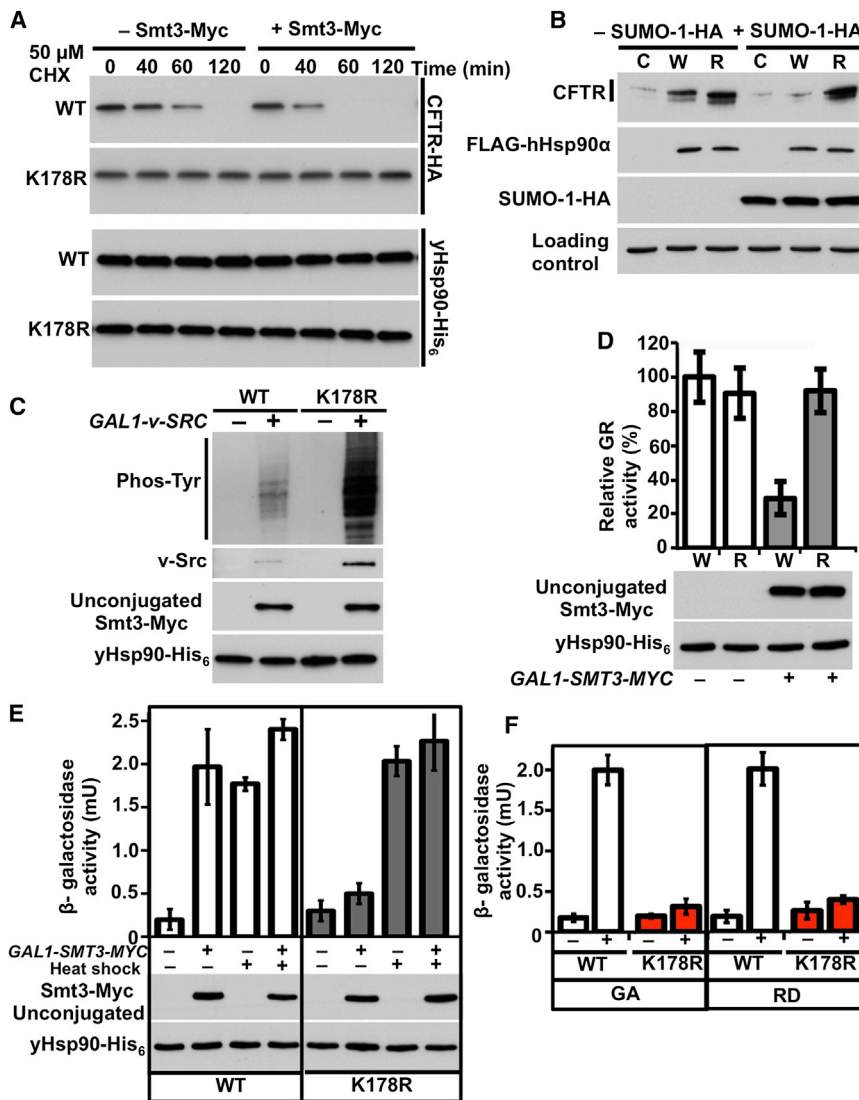 A
– Smt3-Myc + Smt3-Myc
50 µM
CHX
0 40 60 120 0 40 60 120 Time (min)
WT
K178R
CFTR-HA
WT
K178R
yHsp90-His6
B
– SUMO-1-HA + SUMO-1-HA
C W R C W R
CFTR
FLAG-hHsp90α
SUMO-1-HA
Loading
control
C
WT K178R
GAL1-v-SRC – + – +
Phos-Tyr
v-Src
Unconjugated
Smt3-Myc
yHsp90-His6
D
Relative GR
activity (%)
120
100
80
60
40
20
0
W R W R
Unconjugated
Smt3-Myc
yHsp90-His6
GAL1-SMT3-MYC – – + +
E
β- galactosidase
activity (mU)
2.5
2.0
1.5
1.0
0.5
0
GAL1-SMT3-MYC – + – + – + – +
Heat shock – – + + – – + +
Smt3-Myc
Unconjugated
yHsp90-His6
WT K178R
F
β- galactosidase
activity (mU)
2.0
1.5
1.0
0.5
0
– + – + – + – +
WT K178R WT K178R
GA RD